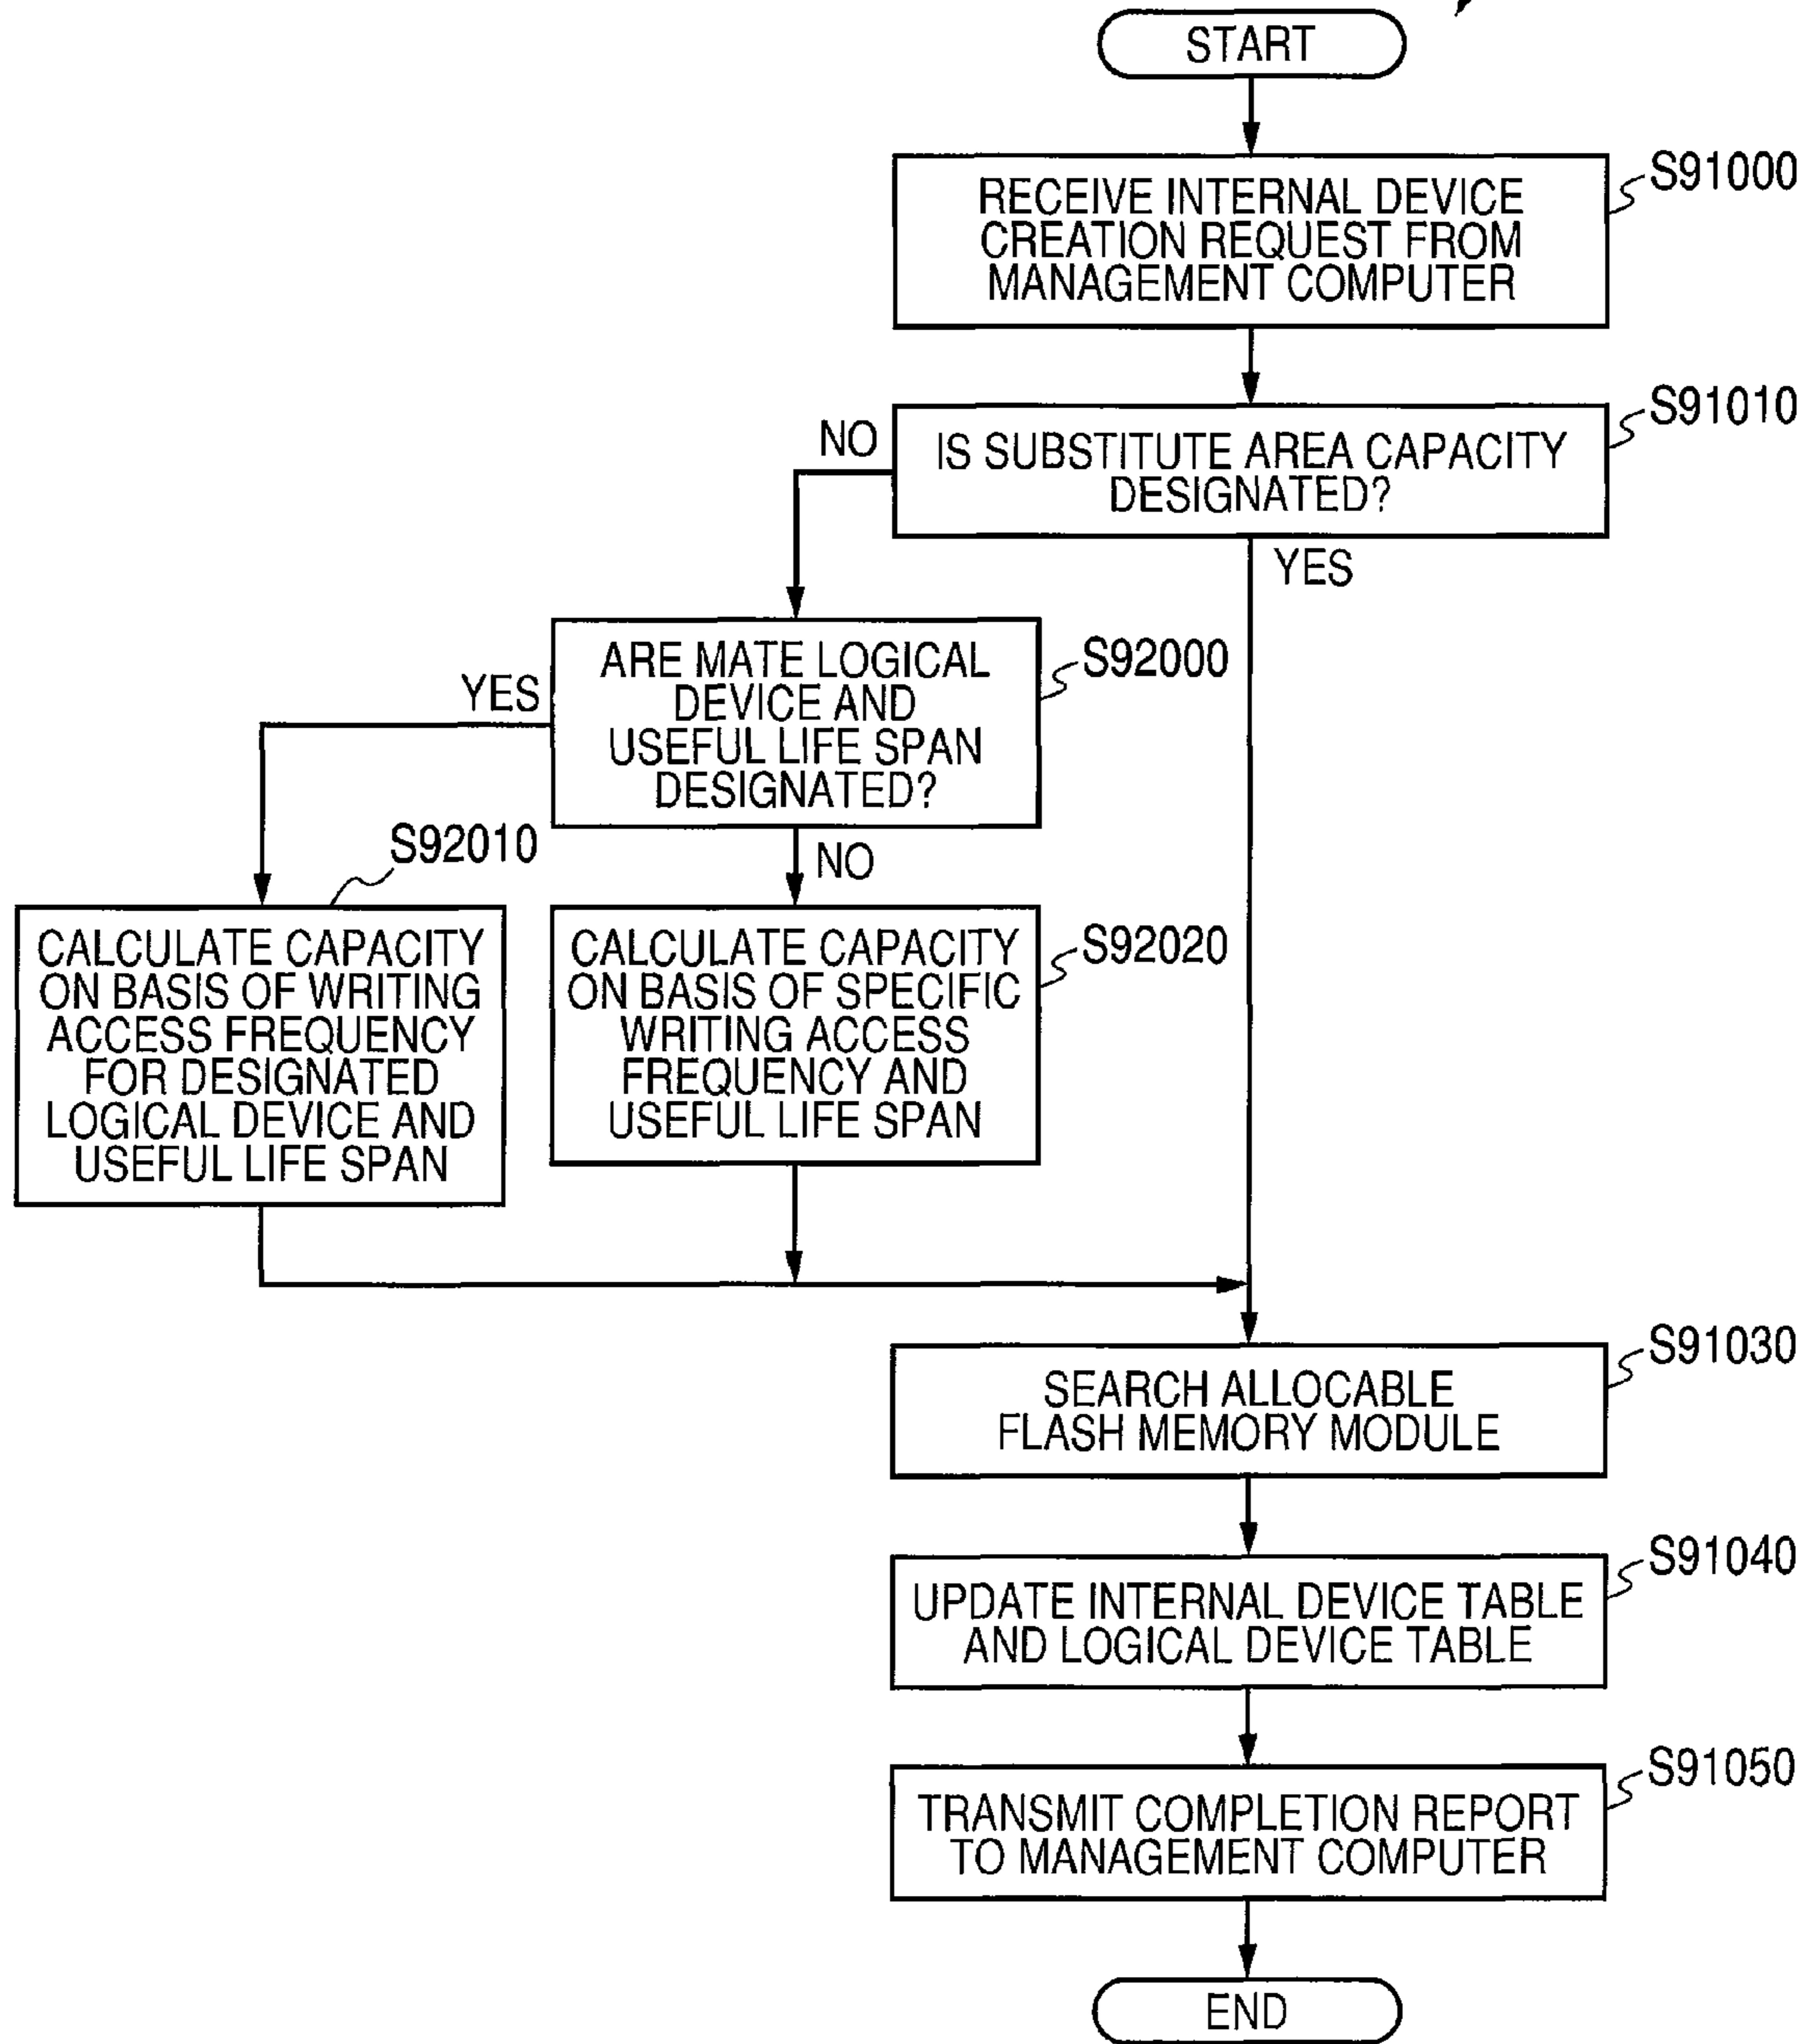 START
RECEIVE INTERNAL DEVICE
CREATION REQUEST FROM
MANAGEMENT COMPUTER
S91000
IS SUBSTITUTE AREA CAPACITY
DESIGNATED?
S91010
NO
YES
ARE MATE LOGICAL
DEVICE AND
USEFUL LIFE SPAN
DESIGNATED?
S92000
YES
NO
S92010
CALCULATE CAPACITY
ON BASIS OF WRITING
ACCESS FREQUENCY
FOR DESIGNATED
LOGICAL DEVICE AND
USEFUL LIFE SPAN
CALCULATE CAPACITY
ON BASIS OF SPECIFIC
WRITING ACCESS
FREQUENCY AND
USEFUL LIFE SPAN
S92020
SEARCH ALLOCABLE
FLASH MEMORY MODULE
S91030
UPDATE INTERNAL DEVICE TABLE
AND LOGICAL DEVICE TABLE
S91040
TRANSMIT COMPLETION REPORT
TO MANAGEMENT COMPUTER
S91050
END